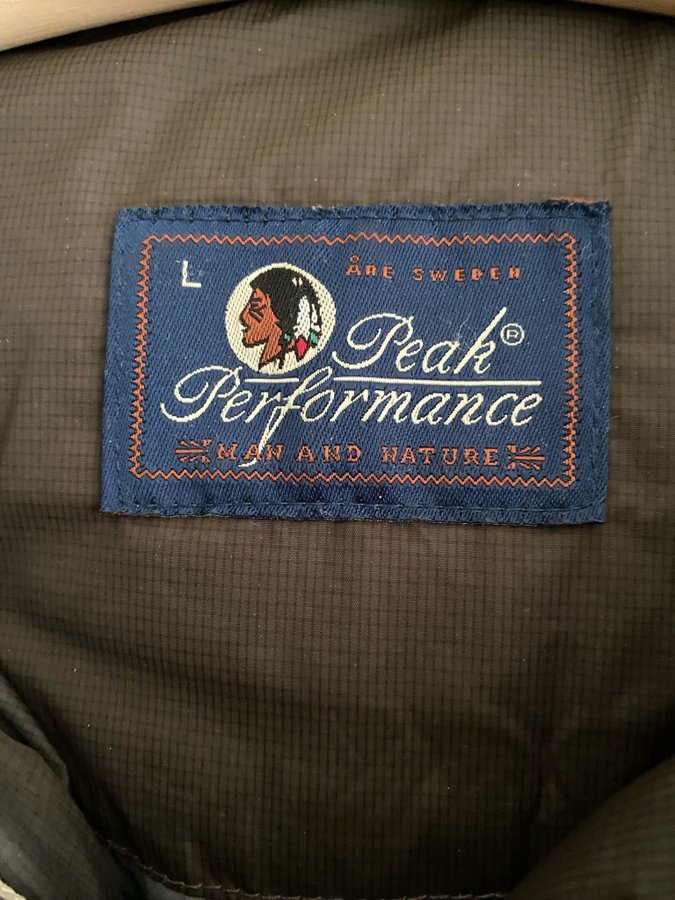 L
ÅRE SWEDEN
Peak®
Performance
MAN AND NATURE